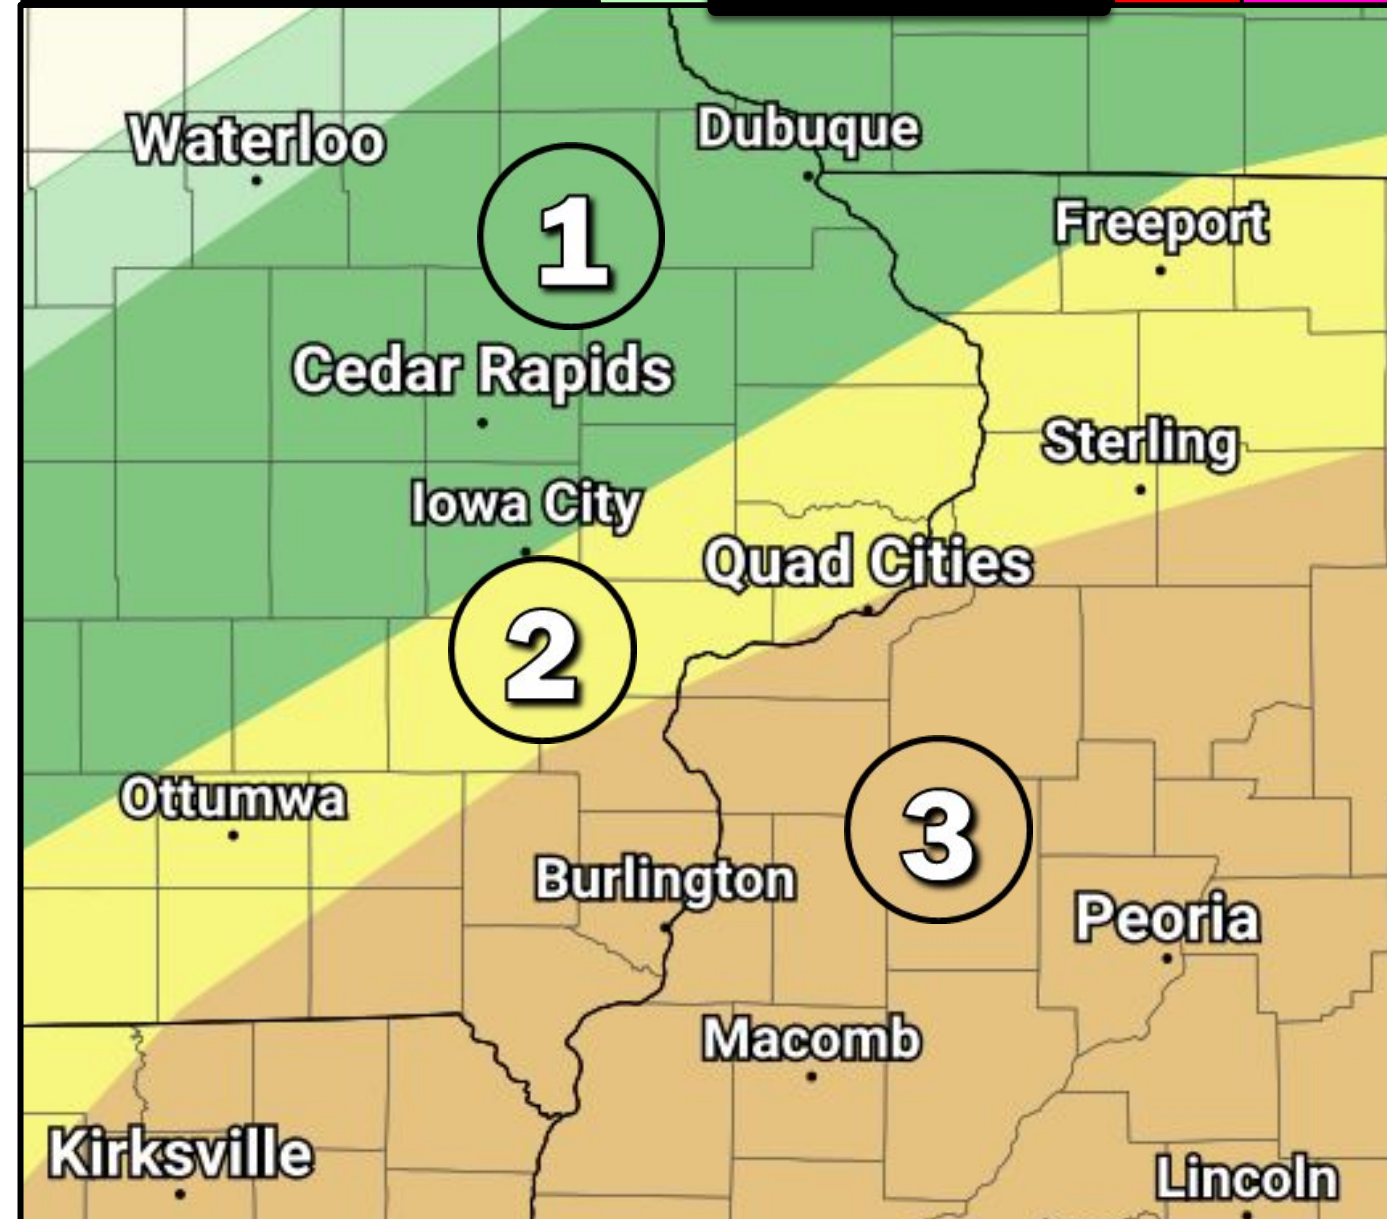 Waterloo
Dubuque
1
Freeport
Cedar Rapids
Sterling
Iowa City
Quad Cities
2
Ottumwa
3
Burlington
Peoria
Macomb
Kirksville
Lincoln